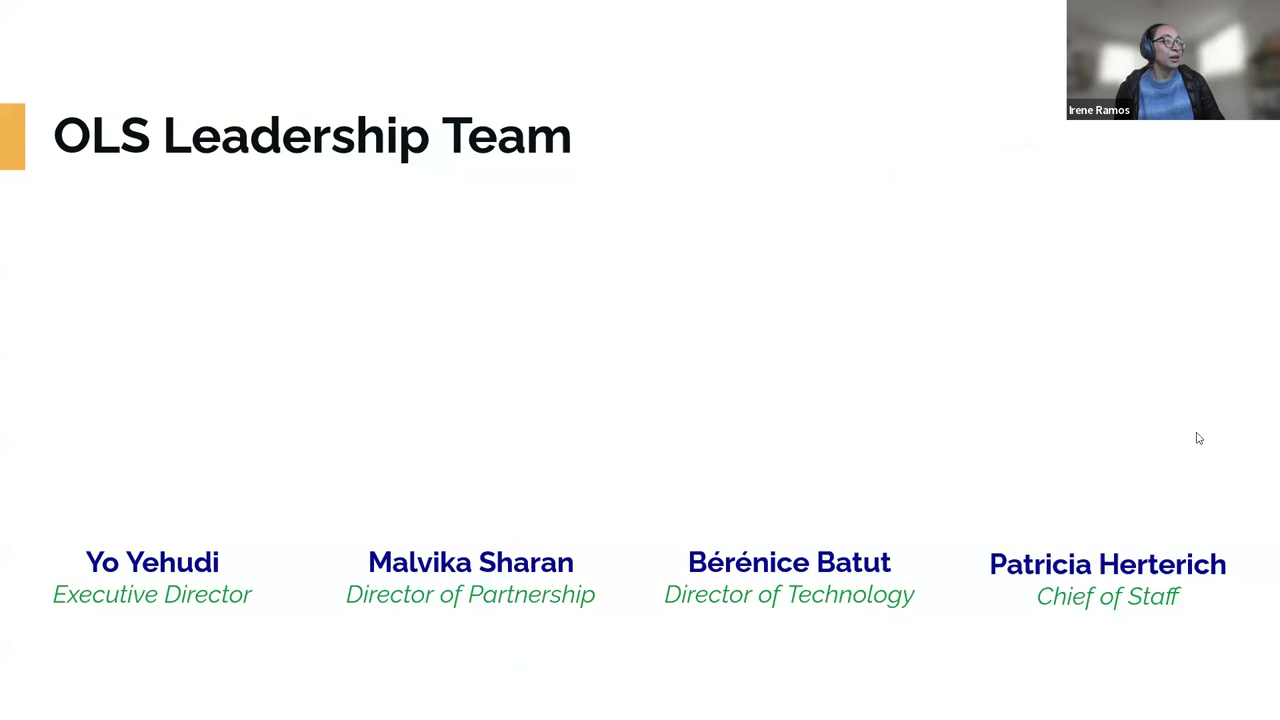 Irene Ramos
OLS Leadership Team
Yo Yehudi
Executive Director
Malvika Sharan
Director of Partnership
Bérénice Batut
Director of Technology
Patricia Herterich
Chief of Staff